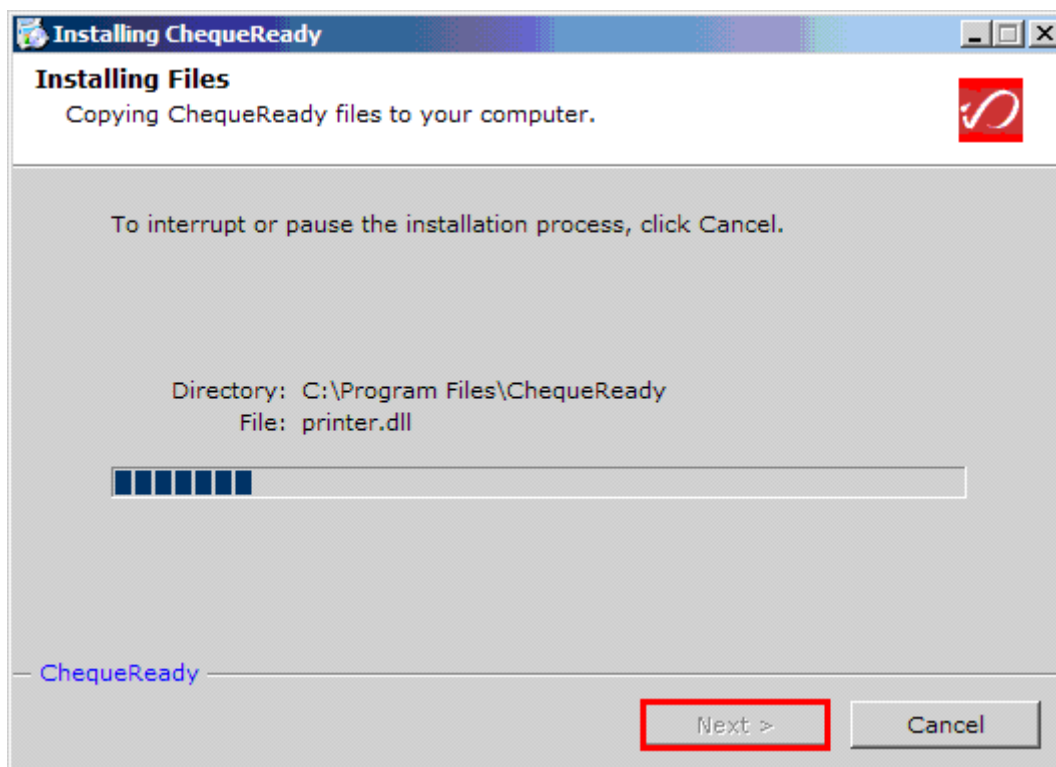 Installing ChequeReady
Installing Files
Copying ChequeReady files to your computer.
To interrupt or pause the installation process, click Cancel.
Directory: C:\Program Files\ChequeReady
File: printer.dll
ChequeReady
Next >
Cancel